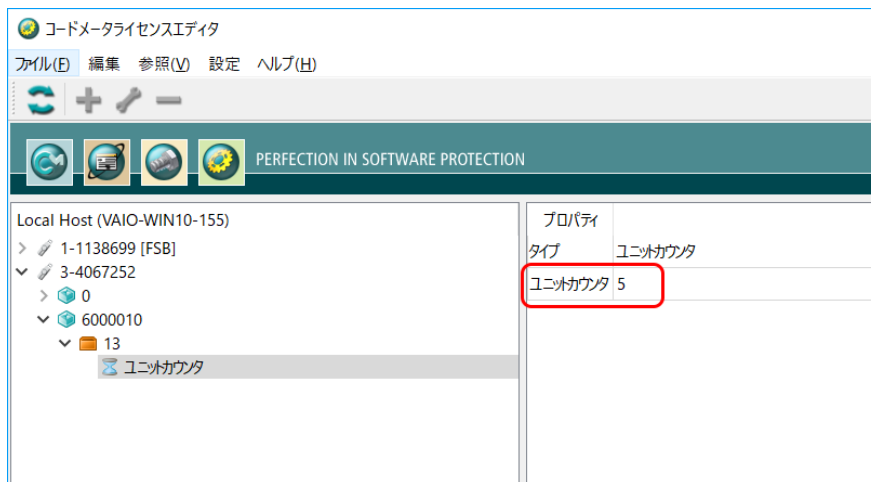 コードメータライセンスエディタ
ファイル(F) 編集 参照(V) 設定 ヘルプ(H)
PERFECTION IN SOFTWARE PROTECTION
Local Host (VAIO-WIN10-155)
1-1138699 [FSB]
3-4067252
0
6000010
13
ユニットカウンタ
プロパティ
タイプ ユニットカウンタ
ユニットカウンタ 5